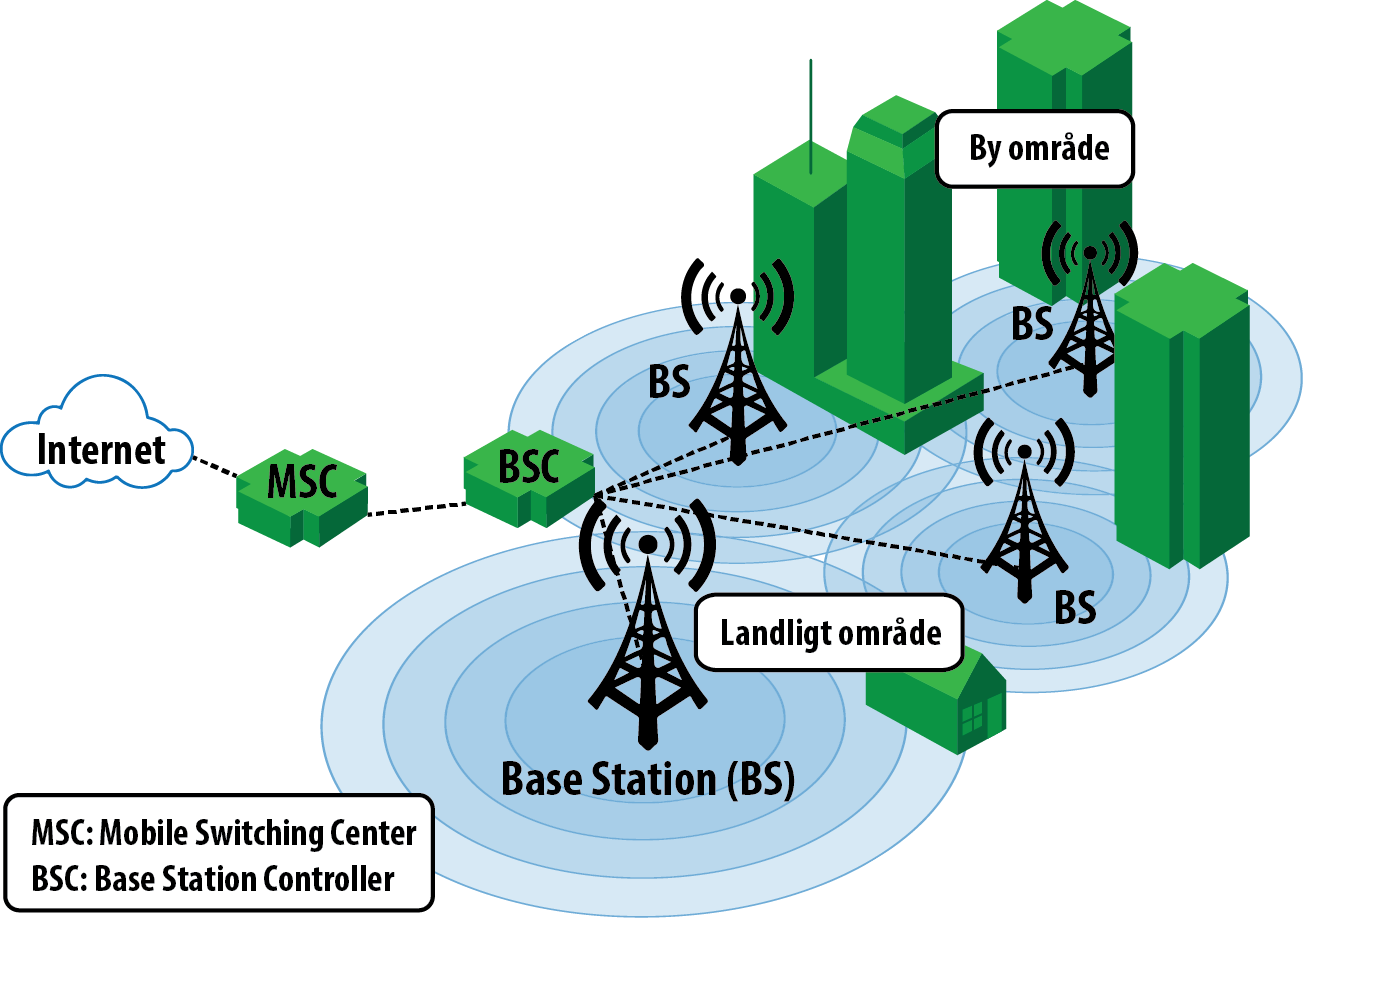 By område
BS
BS
Internet
MSC
BSC
BS
Landligt område
Base Station (BS)
MSC: Mobile Switching Center
BSC: Base Station Controller